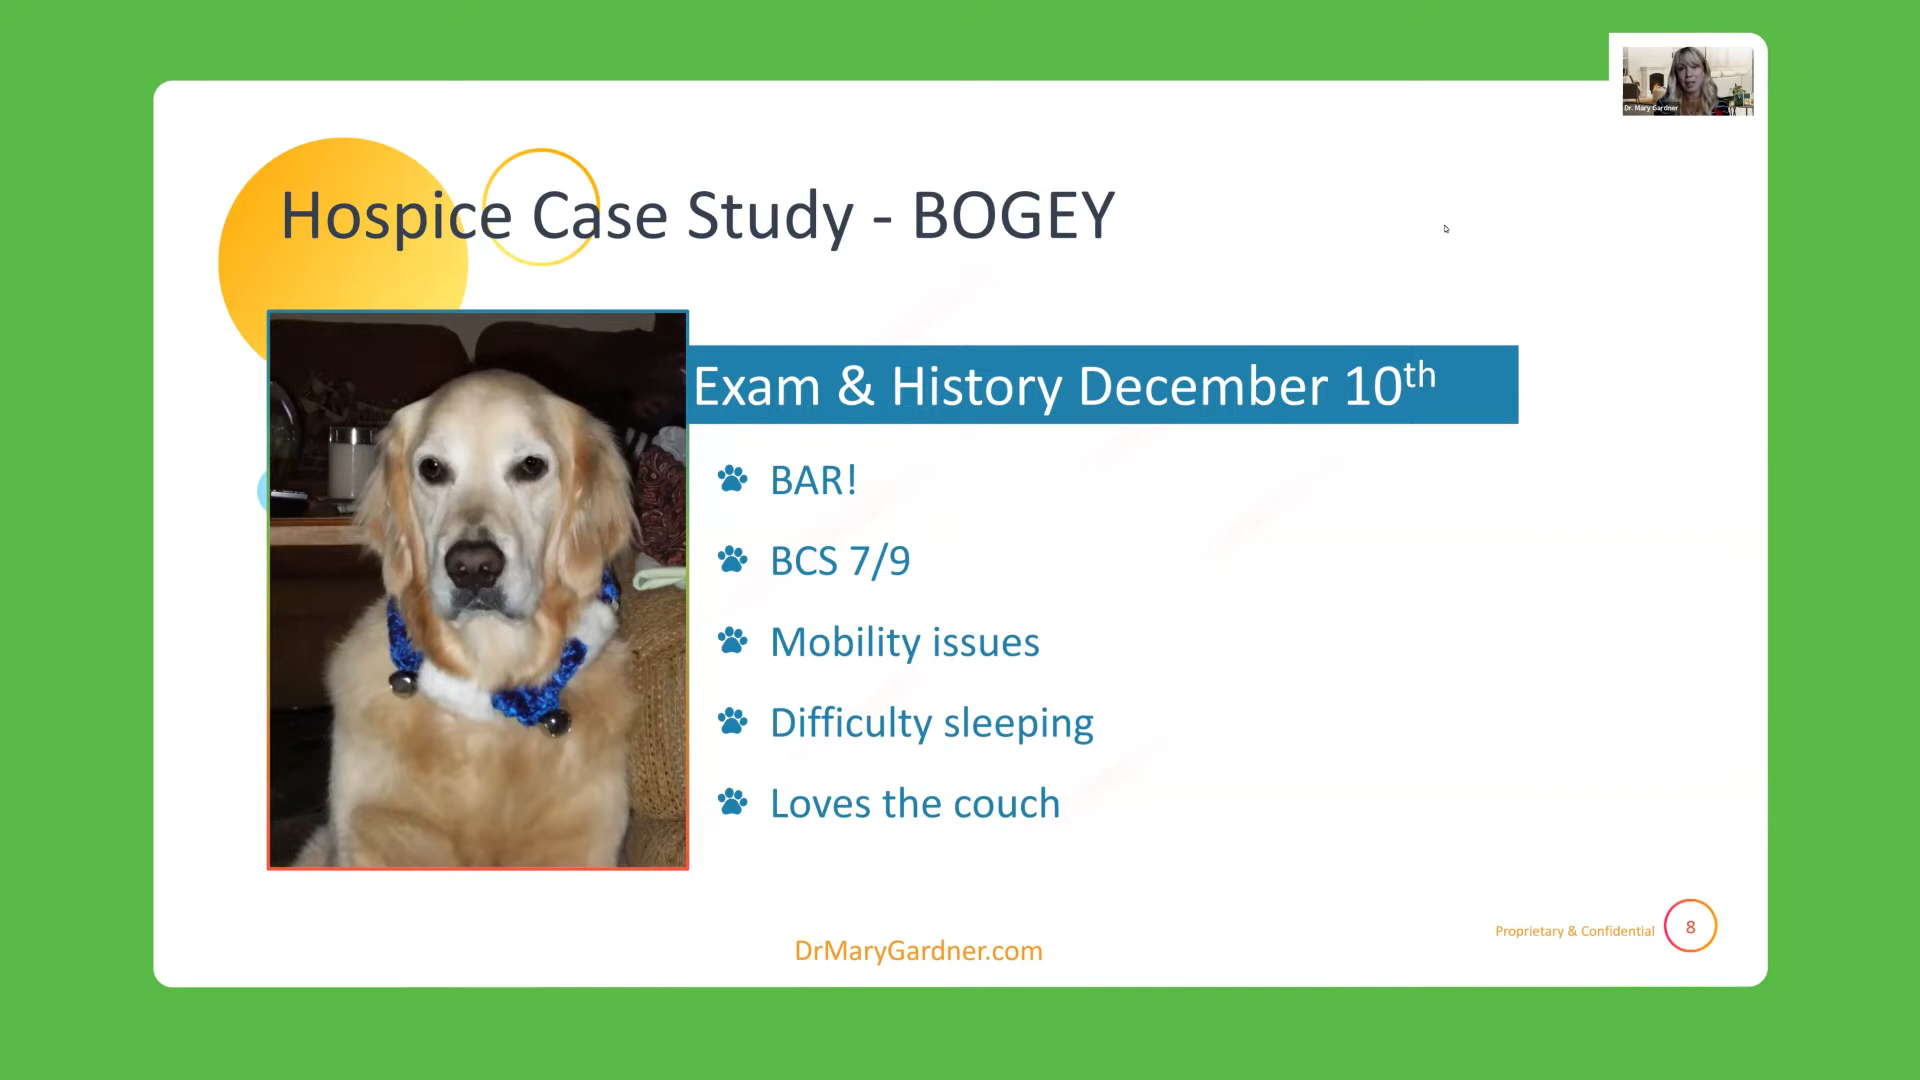 Dr. Mary Gardner
Hospice Case Study - BOGEY
Exam & History December 10th
BAR!
BCS 7/9
Mobility issues
Difficulty sleeping
Loves the couch
Proprietary & Confidential
8
DrMaryGardner.com